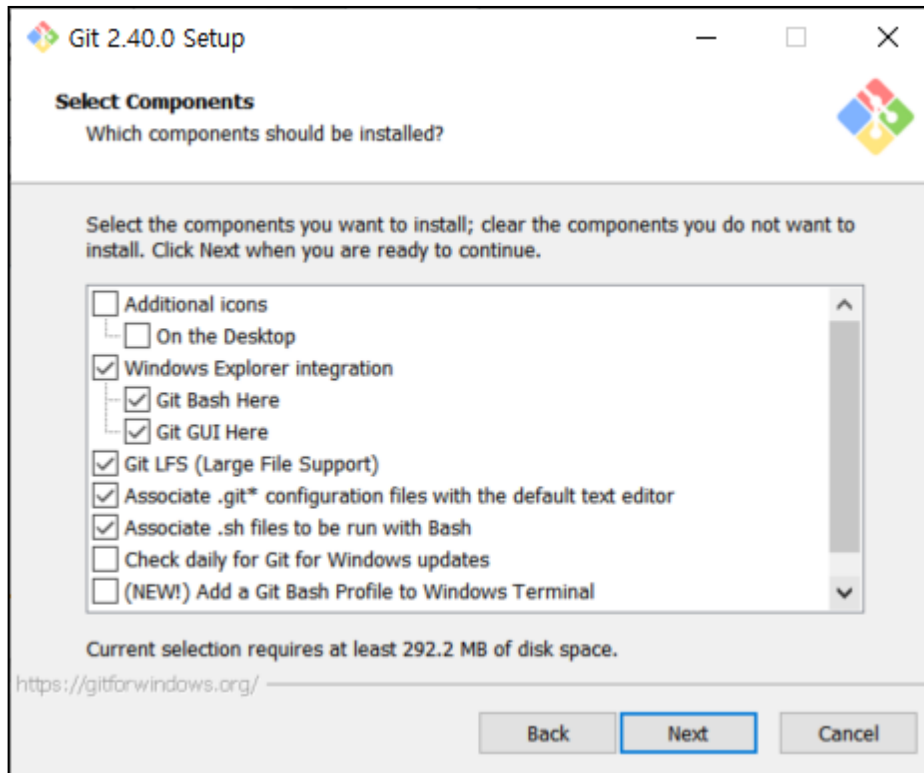 Git 2.40.0 Setup
Select Components
Which components should be installed?
Select the components you want to install; clear the components you do not want to
install. Click Next when you are ready to continue.
Additional icons
On the Desktop
Windows Explorer integration
Git Bash Here
Git GUI Here
Git LFS (Large File Support)
Associate .git* configuration files with the default text editor
Associate .sh files to be run with Bash
Check daily for Git for Windows updates
(NEW!) Add a Git Bash Profile to Windows Terminal
Current selection requires at least 292.2 MB of disk space.
https://gitforwindows.org/
Back Next Cancel